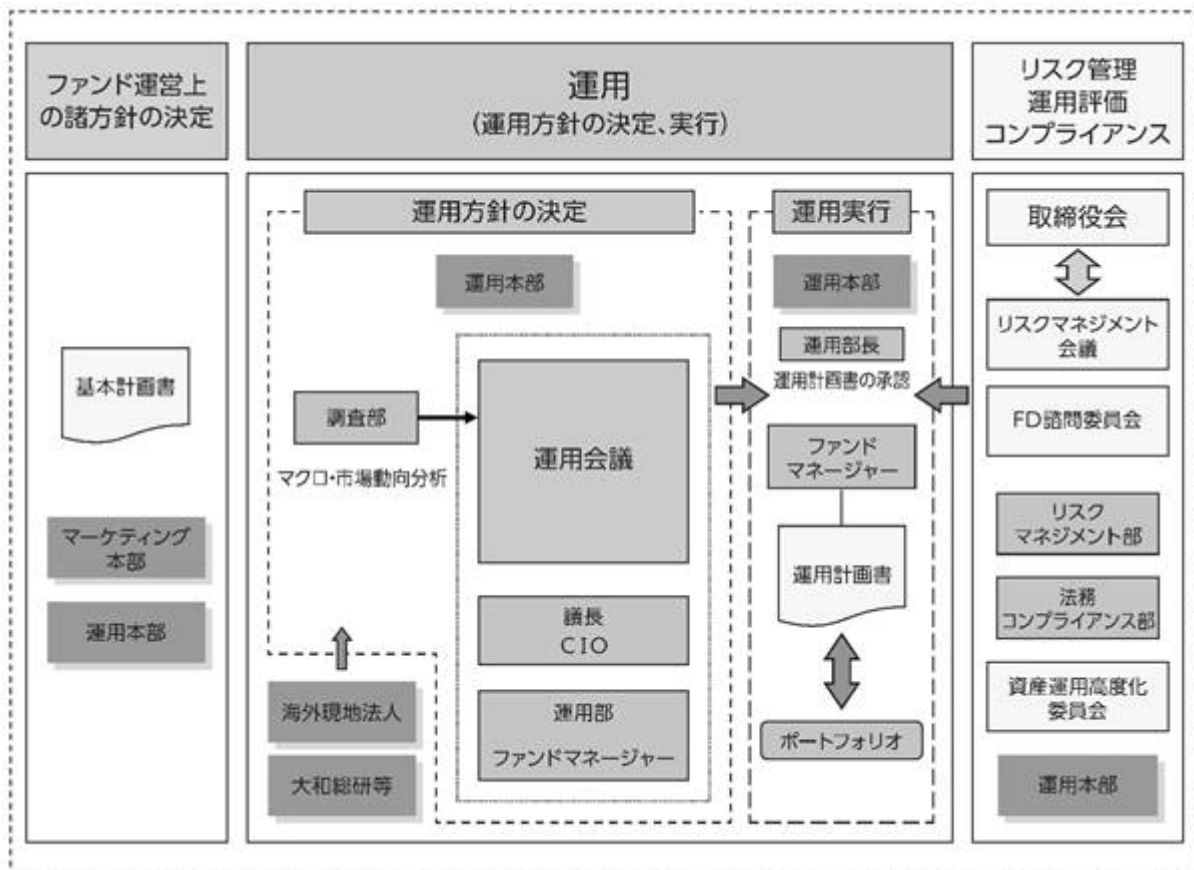 ファンド運営上
の諸方針の決定
運用
(運用方針の決定、実行)
リスク管理
運用評価
コンプライアンス
基本計画書
マーケティング
本部
運用本部
運用方針の決定
運用本部
調査部
マクロ・市場動向分析
運用会議
議長
CIO
運用部
ファンドマネージャー
海外現地法人
大和総研等
運用実行
運用本部
運用部長
運用計画書の承認
ファンド
マネージャー
運用計画書
ポートフォリオ
取締役会
リスクマネジメント
会議
FD諮問委員会
リスク
マネジメント部
法務
コンプライアンス部
資産運用高度化
委員会
運用本部